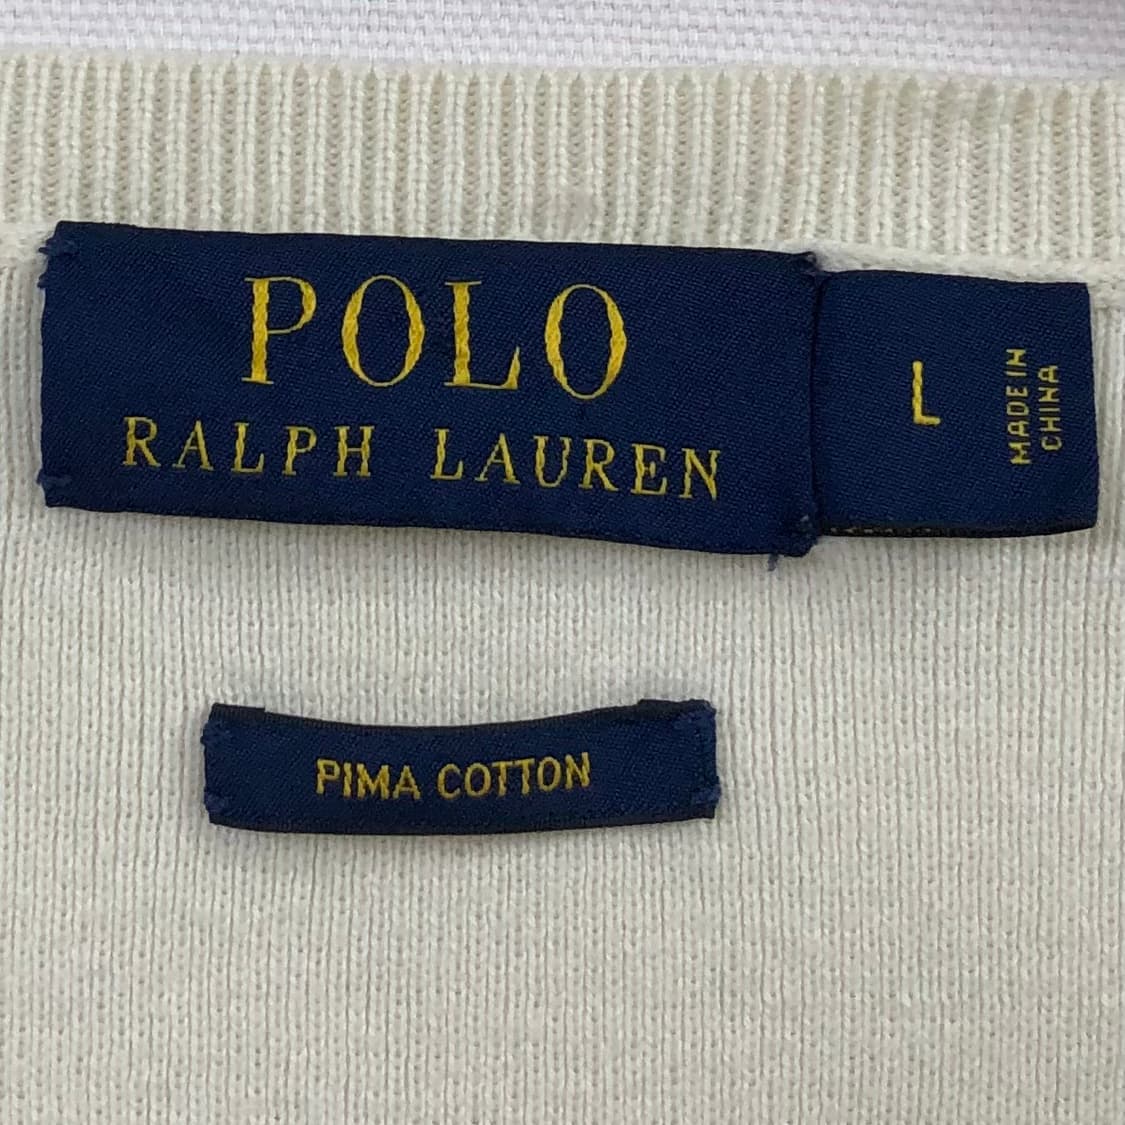 POLO
RALPH LAUREN
L
MADE IN
CHINA
PIMA COTTON